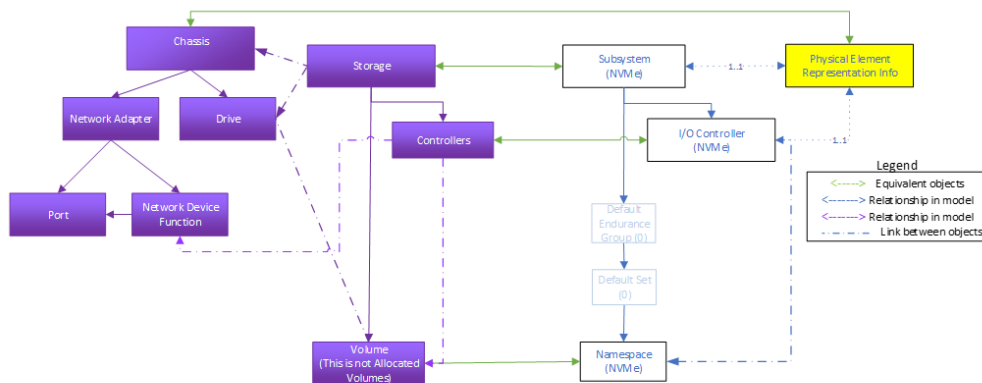 Chassis
Storage
Subsystem
(NVMe)
1..1
Physical Element
Representation Info
Network Adapter
Drive
Controllers
I/O Controller
(NVMe)
1..1
Legend
Equivalent objects
Relationship in model
Relationship in model
Link between objects
Port
Network Device
Function
Default
Endurance
Group (0)
Default Set
(0)
Volume
(This is not Allocated
Volumes)
Namespace
(NVMe)